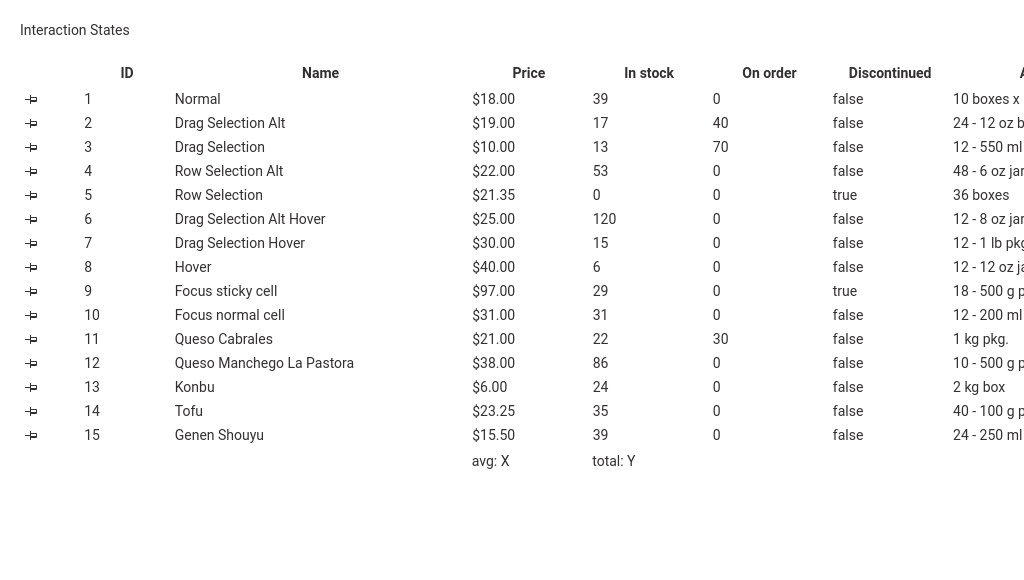 Interaction States
ID Name Price In stock On order Discontinued
1 Normal $18.00 39 0 false 10 boxes x
2 Drag Selection Alt $19.00 17 40 false 24 - 12 oz
3 Drag Selection $10.00 13 70 false 12 - 550 ml
4 Row Selection Alt $22.00 53 0 false 48 - 6 oz
5 Row Selection $21.35 0 0 true 36 boxes
6 Drag Selection Alt Hover $25.00 120 0 false 12 - 8 oz
7 Drag Selection Hover $30.00 15 0 false 12 - 1 lb
8 Hover $40.00 6 0 false 12 - 12 oz
9 Focus sticky cell $97.00 29 0 true 18 - 500 g
10 Focus normal cell $31.00 31 0 false 12 - 200 ml
11 Queso Cabrales $21.00 22 30 false 1 kg pkg.
12 Queso Manchego La Pastora $38.00 86 0 false 10 - 500 g
13 Konbu $6.00 24 0 false 2 kg box
14 Tofu $23.25 35 0 false 40 - 100 g
15 Genen Shouyu $15.50 39 0 false 24 - 250 ml
avg: X total: Y